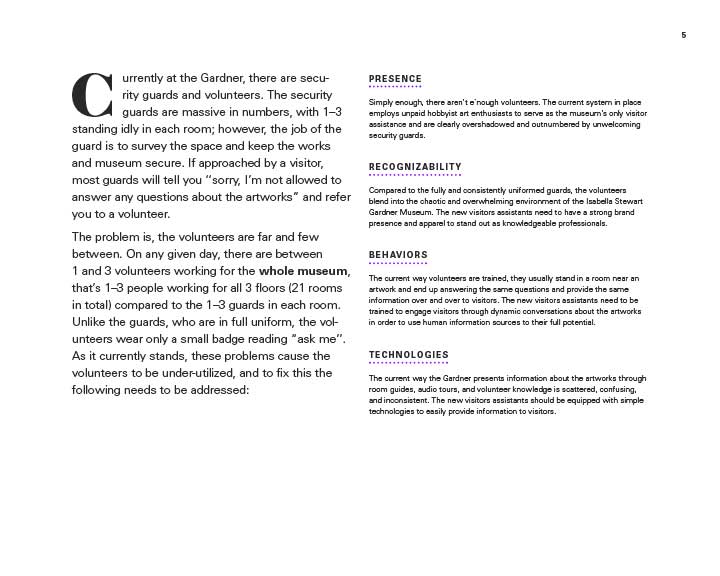 5
Currently at the Gardner, there are secu-
rity guards and volunteers. The security
guards are massive in numbers, with 1–3
standing idly in each room; however, the job of the
guard is to survey the space and keep the works
and museum secure. If approached by a visitor,
most guards will tell you “sorry, I’m not allowed to
answer any questions about the artworks” and refer
you to a volunteer.
The problem is, the volunteers are far and few
between. On any given day, there are between
1 and 3 volunteers working for the whole museum,
that’s 1–3 people working for all 3 floors (21 rooms
in total) compared to the 1–3 guards in each room.
Unlike the guards, who are in full uniform, the vol-
unteers wear only a small badge reading “ask me”.
As it currently stands, these problems cause the
volunteers to be under-utilized, and to fix this the
following needs to be addressed:
PRESENCE
Simply enough, there aren’t e´nough volunteers. The current system in place
employs unpaid hobbyist art enthusiasts to serve as the museum’s only visitor
assistance and are clearly overshadowed and outnumbered by unwelcoming
security guards.
RECOGNIZABILITY
Compared to the fully and consistently uniformed guards, the volunteers
blend into the chaotic and overwhelming environment of the Isabella Stewart
Gardner Museum. The new visitors assistants need to have a strong brand
presence and apparel to stand out as knowledgeable professionals.
BEHAVIORS
The current way volunteers are trained, they usually stand in a room near an
artwork and end up answering the same questions and provide the same
information over and over to visitors. The new visitors assistants need to be
trained to engage visitors through dynamic conversations about the artworks
in order to use human information sources to their full potential.
TECHNOLOGIES
The current way the Gardner presents information about the artworks through
room guides, audio tours, and volunteer knowledge is scattered, confusing,
and inconsistent. The new visitors assistants should be equipped with simple
technologies to easily provide information to visitors.